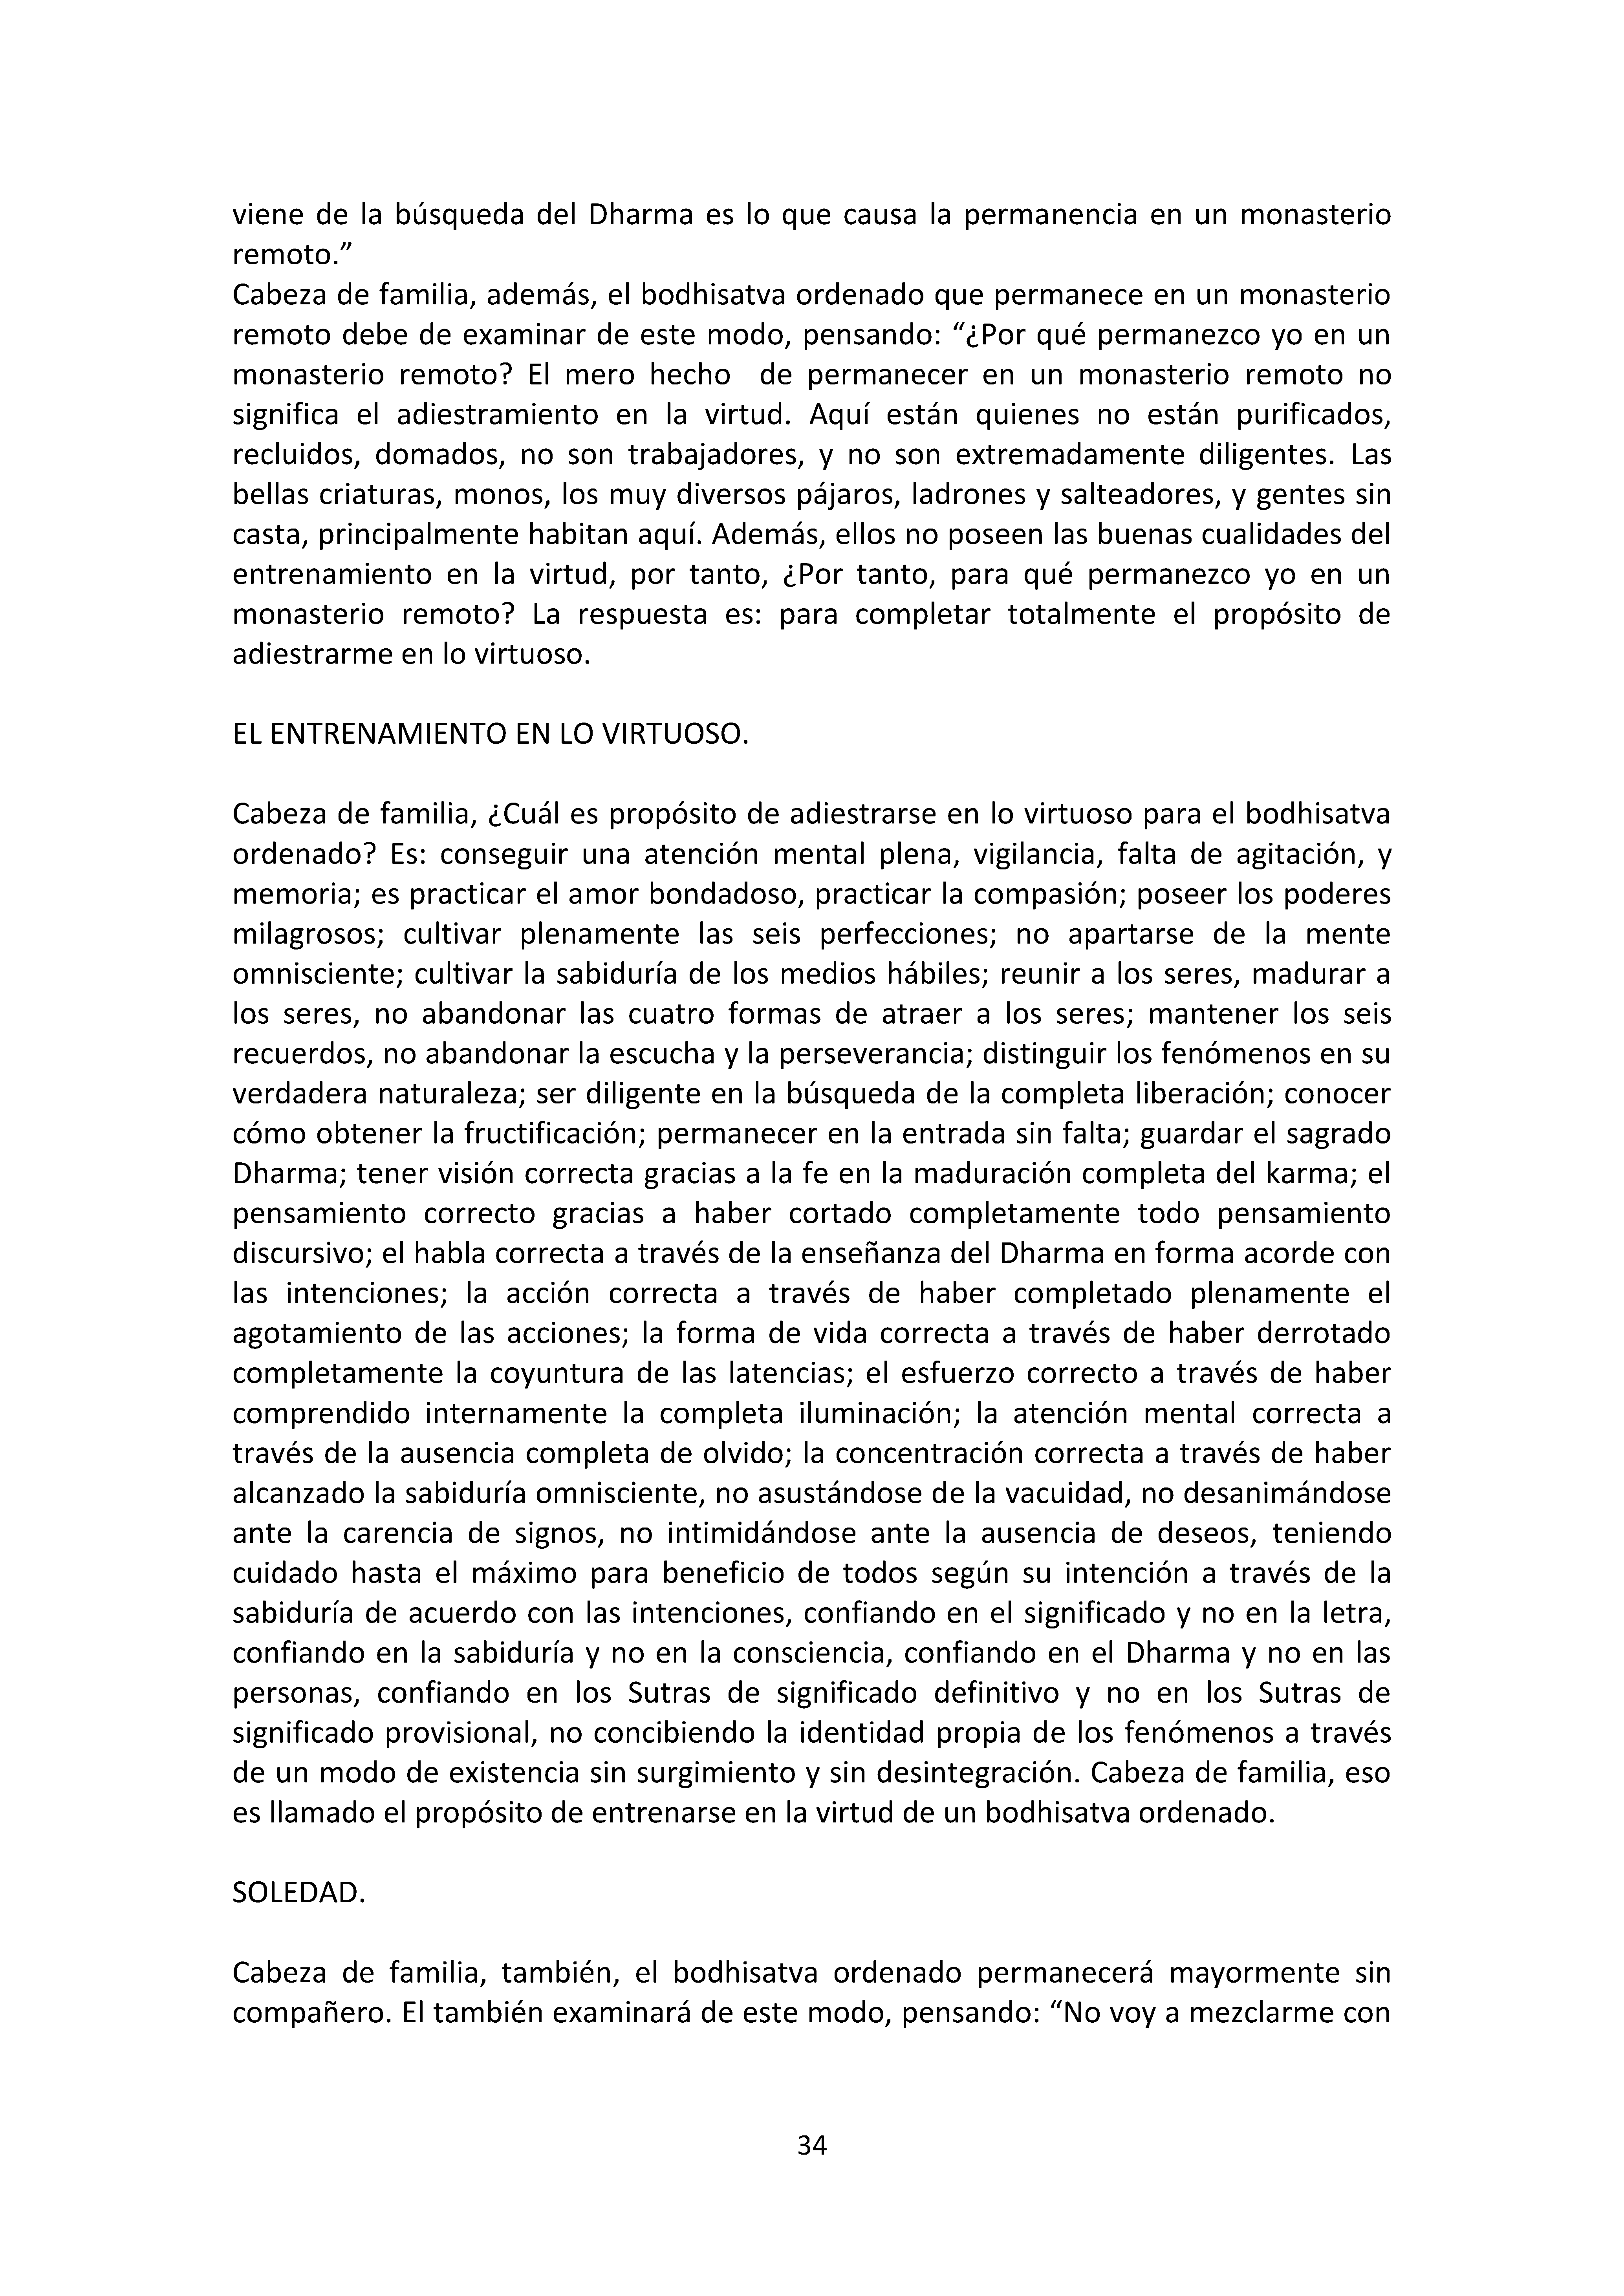 viene de la búsqueda del Dharma es lo que causa la permanencia en un monasterio
remoto.”
Cabeza de familia, además, el bodhisatva ordenado que permanece en un monasterio
remoto debe de examinar de este modo, pensando: “¿Por qué permanezco yo en un
monasterio remoto? El mero hecho  de permanecer en un monasterio remoto no
significa el adiestramiento en la virtud. Aquí están quienes no están purificados,
recluidos, domados, no son trabajadores, y no son extremadamente diligentes. Las
bellas criaturas, monos, los muy diversos pájaros, ladrones y salteadores, y gentes sin
casta, principalmente habitan aquí. Además, ellos no poseen las buenas cualidades del
entrenamiento en la virtud, por tanto, ¿Por tanto, para qué permanezco yo en un
monasterio remoto? La respuesta es: para completar totalmente el propósito de
adiestrarme en lo virtuoso.
EL ENTRENAMIENTO EN LO VIRTUOSO.
Cabeza de familia, ¿Cuál es propósito de adiestrarse en lo virtuoso para el bodhisatva
ordenado? Es: conseguir una atención mental plena, vigilancia, falta de agitación, y
memoria; es practicar el amor bondadoso, practicar la compasión; poseer los poderes
milagrosos; cultivar plenamente las seis perfecciones; no apartarse de la mente
omnisciente; cultivar la sabiduría de los medios hábiles; reunir a los seres, madurar a
los seres, no abandonar las cuatro formas de atraer a los seres; mantener los seis
recuerdos, no abandonar la escucha y la perseverancia; distinguir los fenómenos en su
verdadera naturaleza; ser diligente en la búsqueda de la completa liberación; conocer
cómo obtener la fructificación; permanecer en la entrada sin falta; guardar el sagrado
Dharma; tener visión correcta gracias a la fe en la maduración completa del karma; el
pensamiento correcto gracias a haber cortado completamente todo pensamiento
discursivo; el habla correcta a través de la enseñanza del Dharma en forma acorde con
las intenciones; la acción correcta a través de haber completado plenamente el
agotamiento de las acciones; la forma de vida correcta a través de haber derrotado
completamente la coyuntura de las latencias; el esfuerzo correcto a través de haber
comprendido internamente la completa iluminación; la atención mental correcta a
través de la ausencia completa de olvido; la concentración correcta a través de haber
alcanzado la sabiduría omnisciente, no asustándose de la vacuidad, no desanimándose
ante la carencia de signos, no intimidándose ante la ausencia de deseos, teniendo
cuidado hasta el máximo para beneficio de todos según su intención a través de la
sabiduría de acuerdo con las intenciones, confiando en el significado y no en la letra,
confiando en la sabiduría y no en la consciencia, confiando en el Dharma y no en las
personas, confiando en los Sutras de significado definitivo y no en los Sutras de
significado provisional, no concibiendo la identidad propia de los fenómenos a través
de un modo de existencia sin surgimiento y sin desintegración. Cabeza de familia, eso
es llamado el propósito de entrenarse en la virtud de un bodhisatva ordenado.
SOLEDAD.
Cabeza de familia, también, el bodhisatva ordenado permanecerá mayormente sin
compañero. El también examinará de este modo, pensando: “No voy a mezclarme con
34